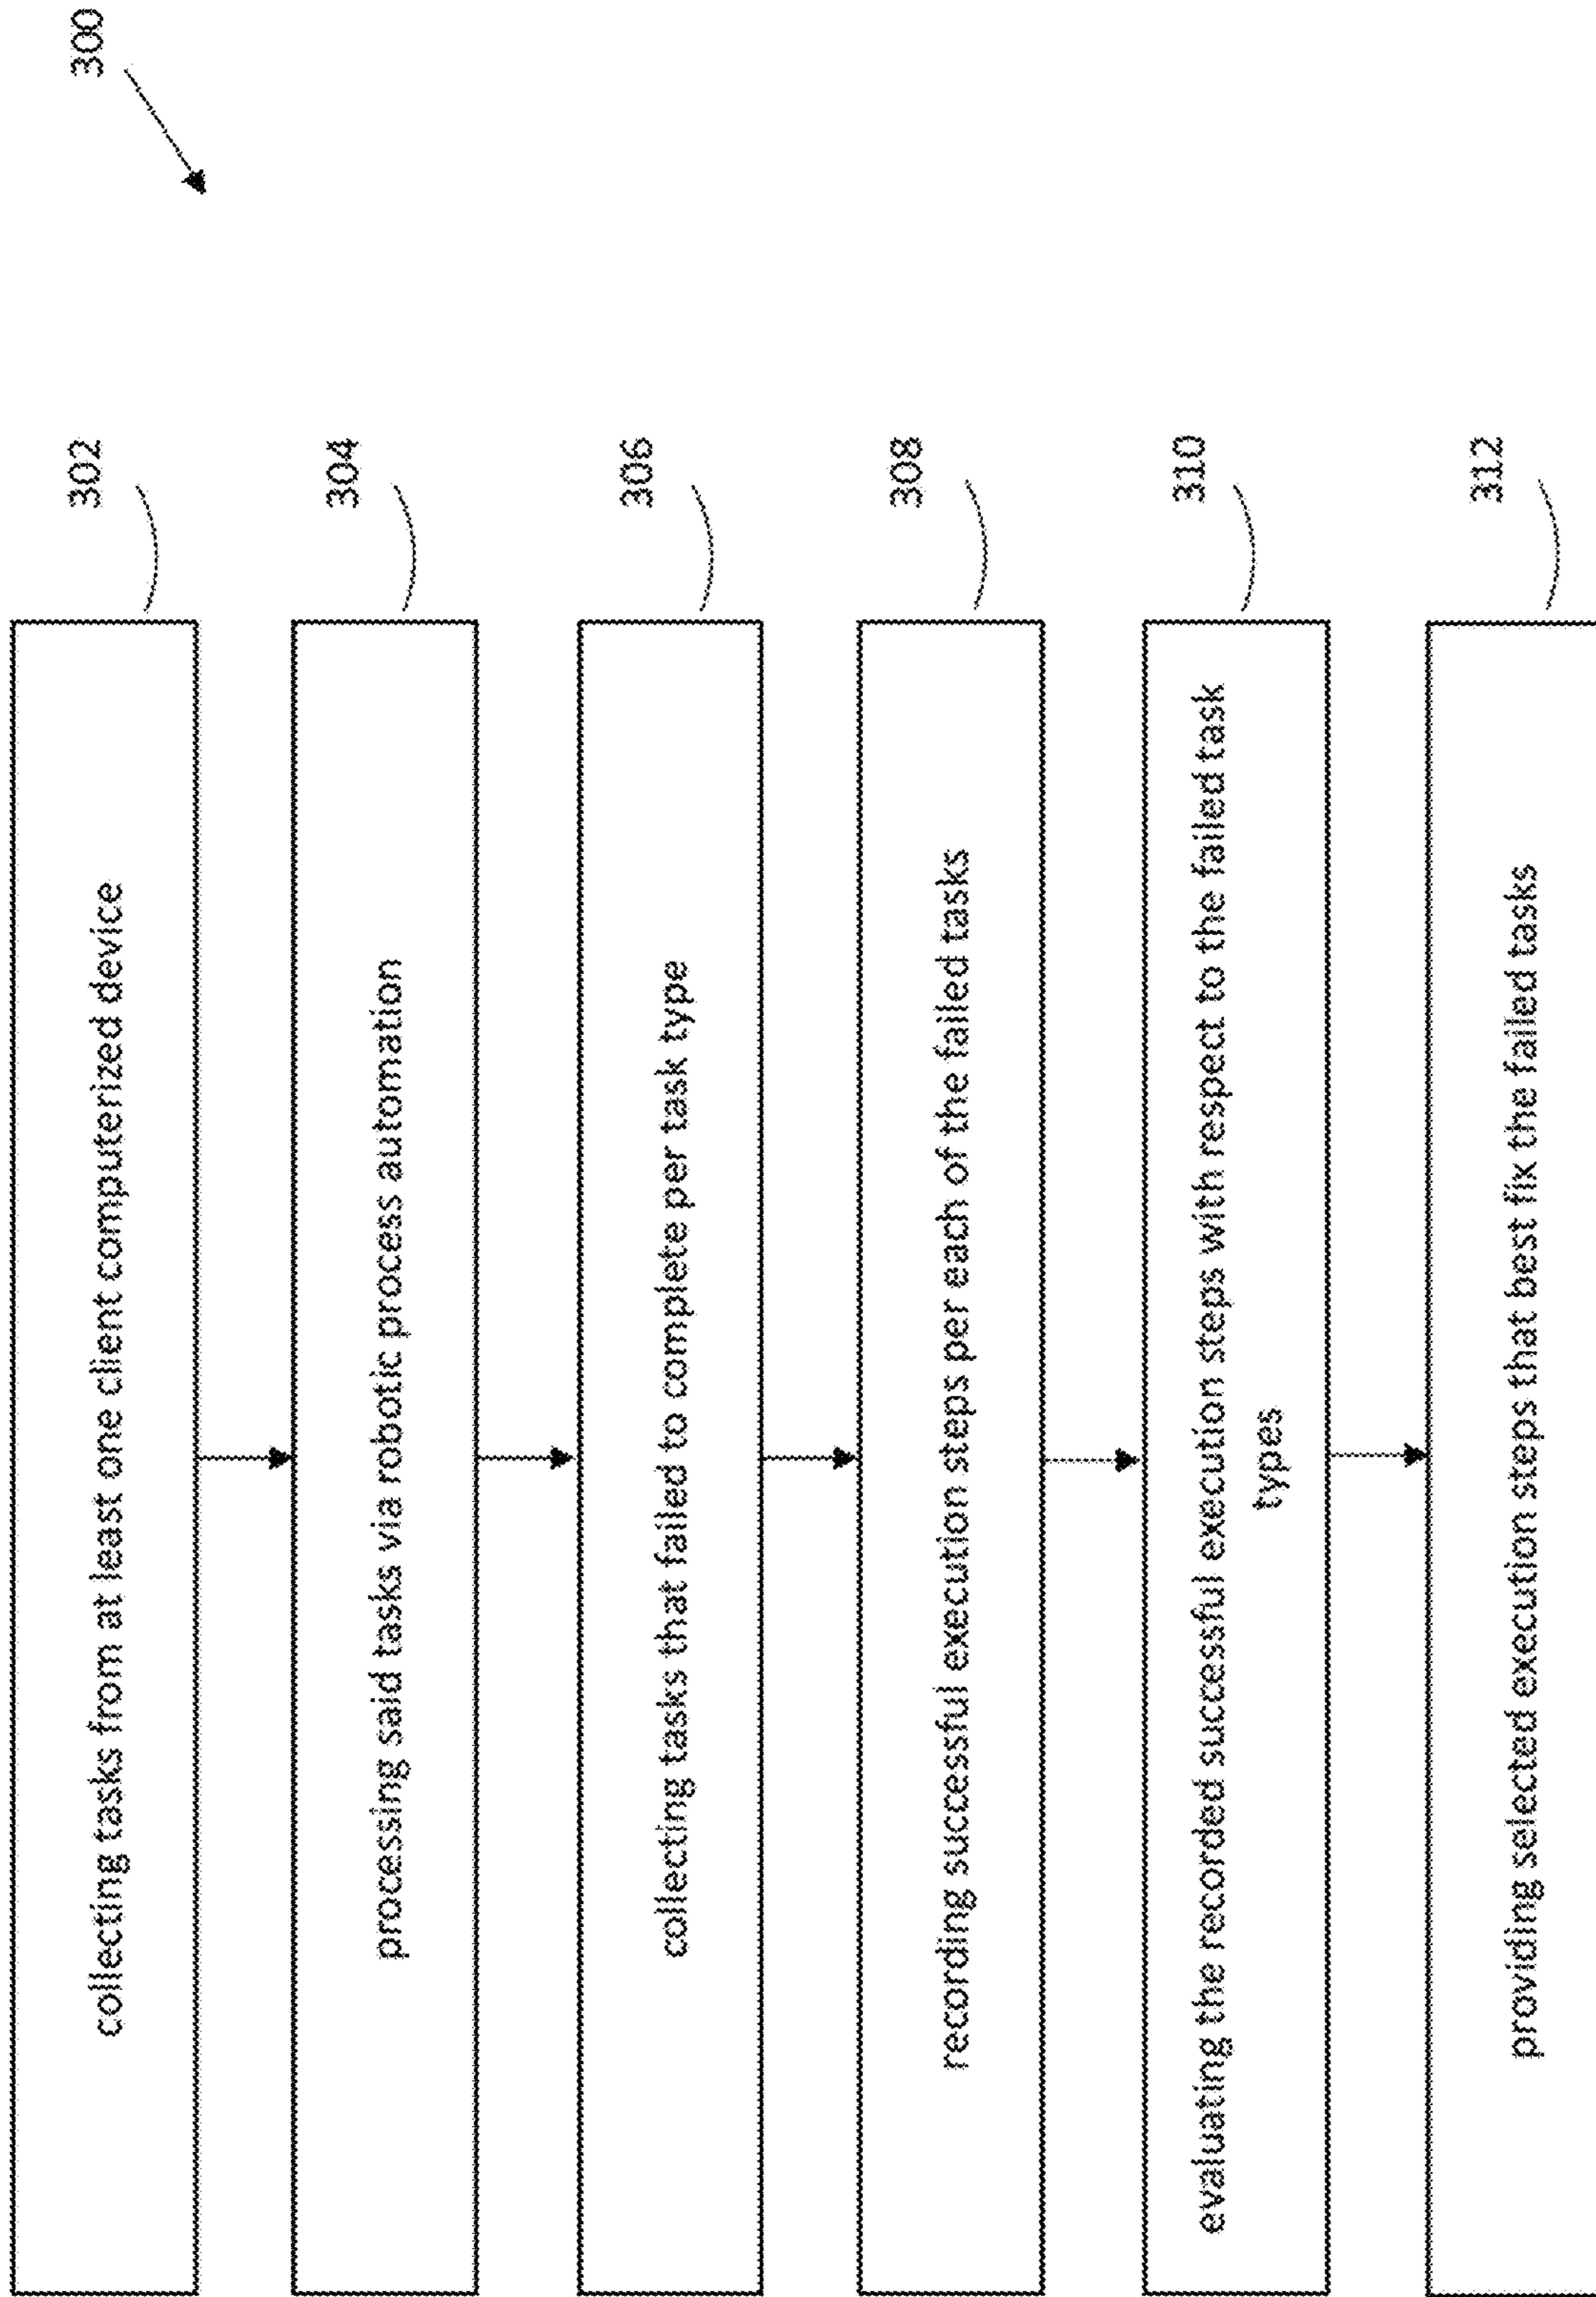 300
collecting tasks from at least one client computerized device
302
processing said tasks via robotic process automation
304
collecting tasks that failed to complete per task type
306
recording successful execution steps per each of the failed tasks
308
evaluating the recorded successful execution steps with respect to the failed task
types
310
providing selected execution steps that best fix the failed tasks
312